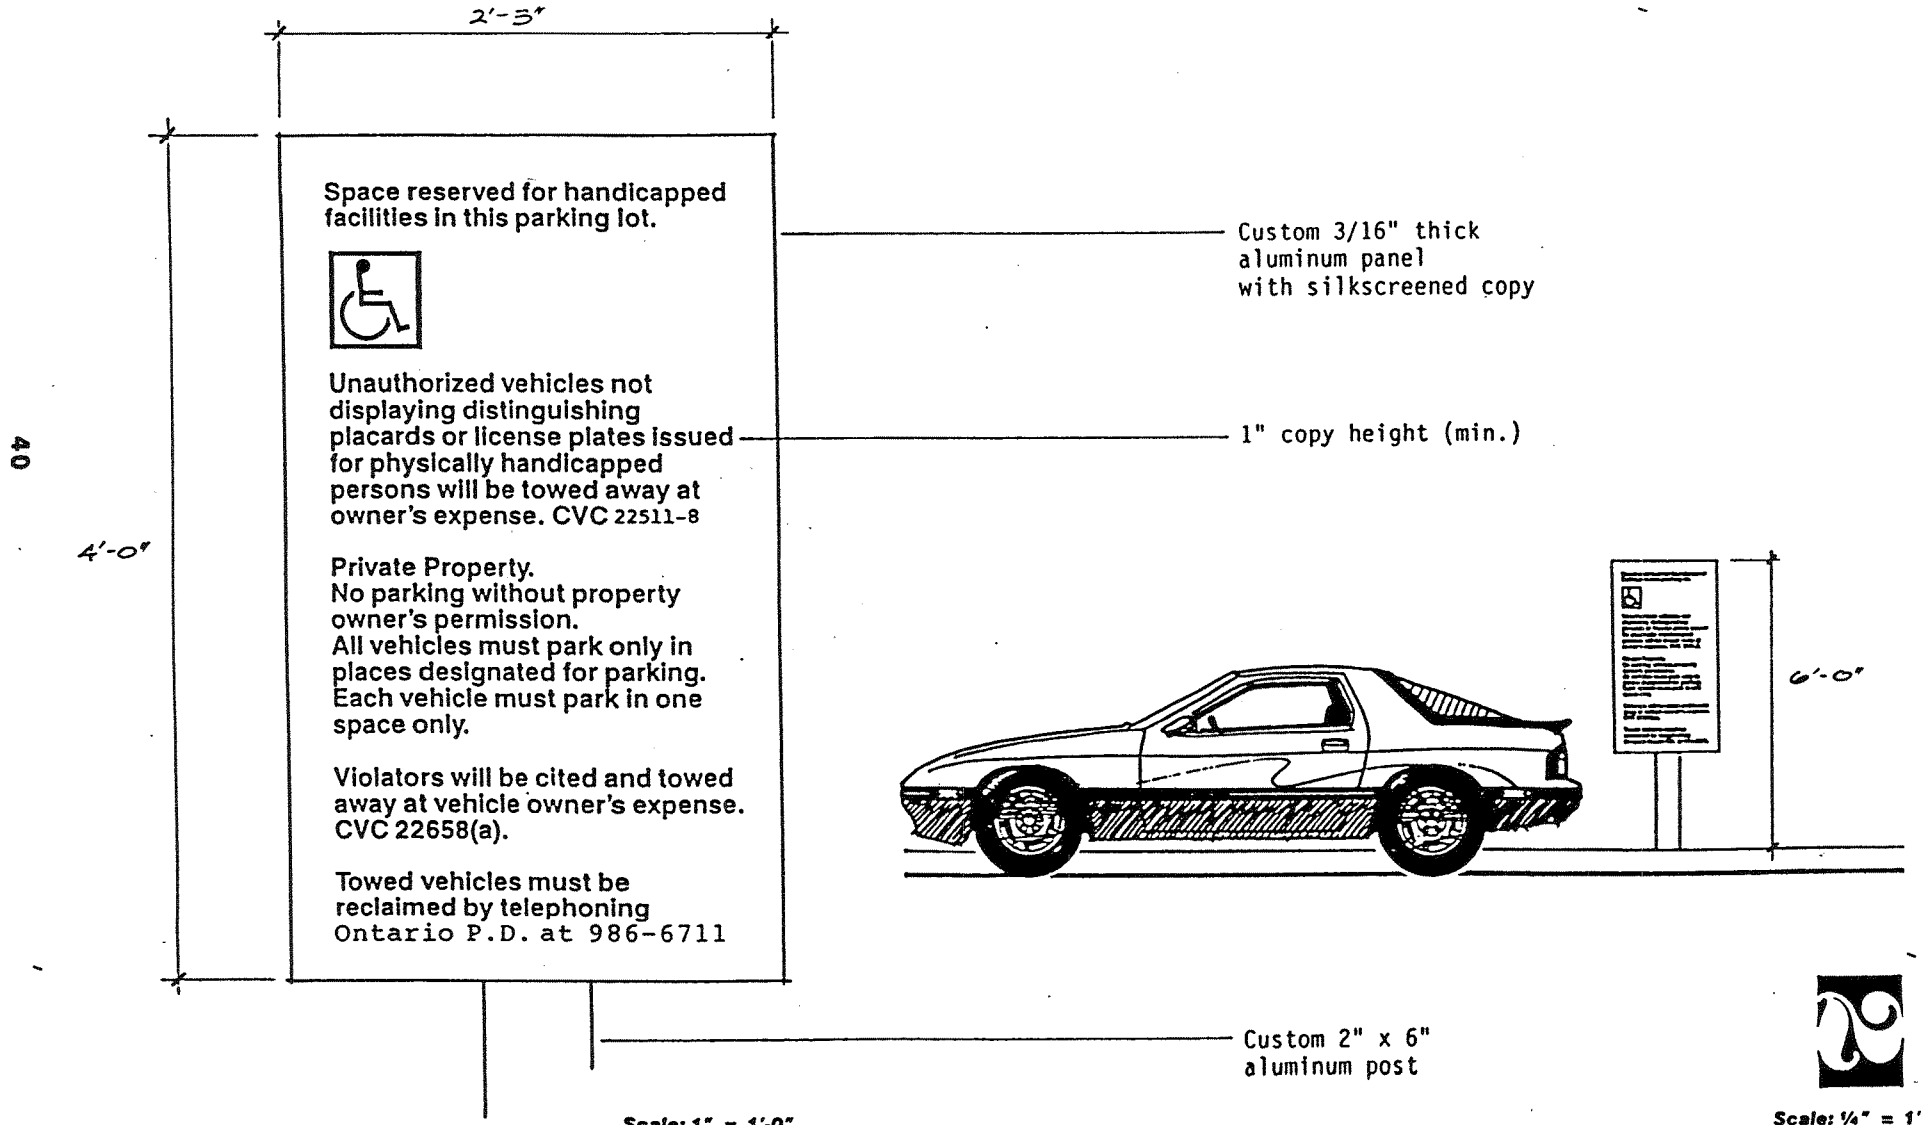 2'-3"
Space reserved for handicapped
facilities in this parking lot.
Unauthorized vehicles not
displaying distinguishing
placards or license plates issued
for physically handicapped
persons will be towed away at
owner's expense. CVC 22511-8
Private Property.
No parking without property
owner's permission.
All vehicles must park only in
places designated for parking.
Each vehicle must park in one
space only.
Violators will be cited and towed
away at vehicle owner's expense.
CVC 22658(a).
Towed vehicles must be
reclaimed by telephoning
Ontario P.D. at 986-6711
4'-0"
40
Custom 3/16" thick
aluminum panel
with silkscreened copy
1" copy height (min.)
6'-0"
Custom 2" x 6"
aluminum post
Scale: 1" = 1'-0"
Scale: 1/4" = 1'